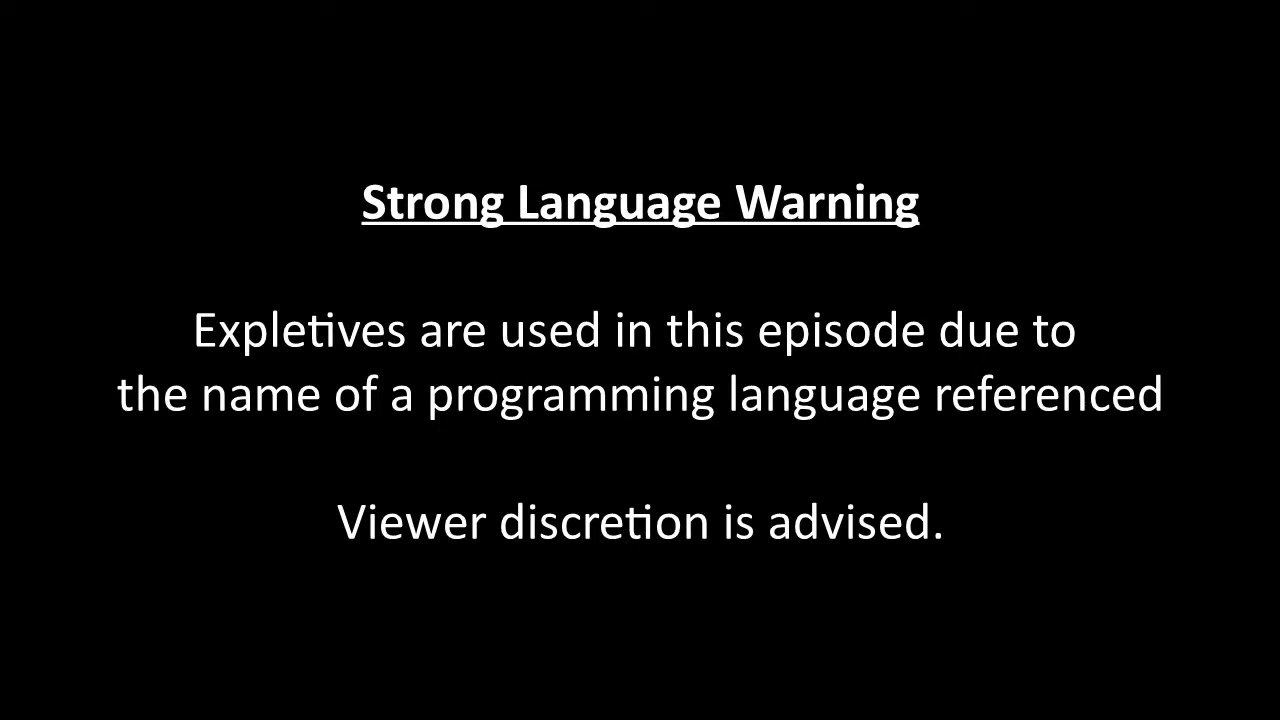 Strong Language Warning
Expletives are used in this episode due to
the name of a programming language referenced
Viewer discretion is advised.